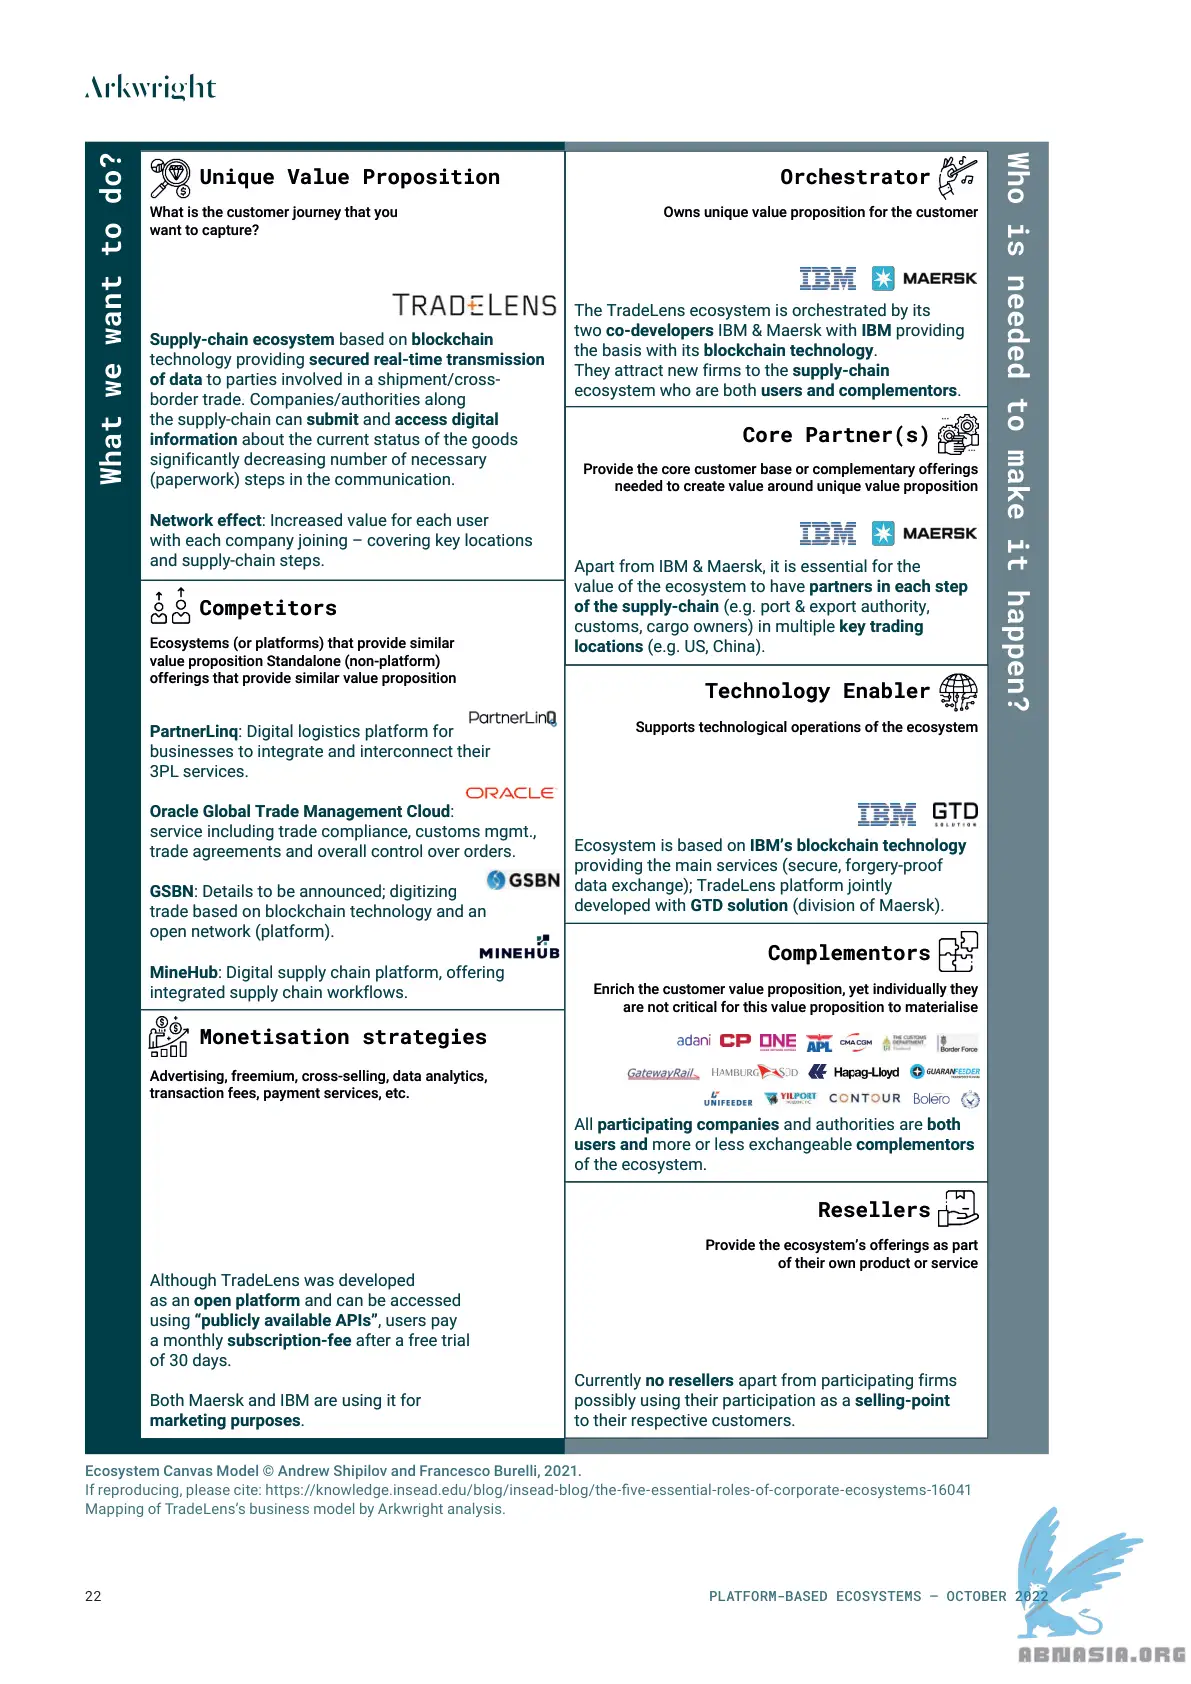 Arkwright
What we want to do?
Unique Value Proposition
What is the customer journey that you
want to capture?
TRADELENS
Supply-chain ecosystem based on blockchain
technology providing secured real-time transmission
of data to parties involved in a shipment/cross-
border trade. Companies/authorities along
the supply-chain can submit and access digital
information about the current status of the goods
significantly decreasing number of necessary
(paperwork) steps in the communication.
Network effect: Increased value for each user
with each company joining – covering key locations
and supply-chain steps.
Competitors
Ecosystems (or platforms) that provide similar
value proposition Standalone (non-platform)
offerings that provide similar value proposition
PartnerLinQ
PartnerLinq: Digital logistics platform for
businesses to integrate and interconnect their
3PL services.
ORACLE
Oracle Global Trade Management Cloud:
service including trade compliance, customs mgmt.,
trade agreements and overall control over orders.
GSBN
GSBN: Details to be announced; digitizing
trade based on blockchain technology and an
open network (platform).
MINEHUB
MineHub: Digital supply chain platform, offering
integrated supply chain workflows.
Monetisation strategies
Advertising, freemium, cross-selling, data analytics,
transaction fees, payment services, etc.
Although TradeLens was developed
as an open platform and can be accessed
using “publicly available APIs”, users pay
a monthly subscription-fee after a free trial
of 30 days.
Both Maersk and IBM are using it for
marketing purposes.
Who is needed to make it happen?
Orchestrator
Owns unique value proposition for the customer
IBM MAERSK
The TradeLens ecosystem is orchestrated by its
two co-developers IBM & Maersk with IBM providing
the basis with its blockchain technology.
They attract new firms to the supply-chain
ecosystem who are both users and complementors.
Core Partner(s)
Provide the core customer base or complementary offerings
needed to create value around unique value proposition
IBM MAERSK
Apart from IBM & Maersk, it is essential for the
value of the ecosystem to have partners in each step
of the supply-chain (e.g. port & export authority,
customs, cargo owners) in multiple key trading
locations (e.g. US, China).
Technology Enabler
Supports technological operations of the ecosystem
IBM GTD
SOLUTION
Ecosystem is based on IBM’s blockchain technology
providing the main services (secure, forgery-proof
data exchange); TradeLens platform jointly
developed with GTD solution (division of Maersk).
Complementors
Enrich the customer value proposition, yet individually they
are not critical for this value proposition to materialise
adani CP ONE APL CMA CGM THE CUSTOMS DEPARTMENT Border Force
GatewayRail HAMBURG SÜD Hapag-Lloyd GUARANFEEDER
UNIFEEDER YILPORT CONTOUR Bolero
All participating companies and authorities are both
users and more or less exchangeable complementors
of the ecosystem.
Resellers
Provide the ecosystem’s offerings as part
of their own product or service
Currently no resellers apart from participating firms
possibly using their participation as a selling-point
to their respective customers.
Ecosystem Canvas Model © Andrew Shipilov and Francesco Burelli, 2021.
If reproducing, please cite: https://knowledge.insead.edu/blog/insead-blog/the-five-essential-roles-of-corporate-ecosystems-16041
Mapping of TradeLens’s business model by Arkwright analysis.
22
PLATFORM-BASED ECOSYSTEMS – OCTOBER 2022
ABNASIA.ORG